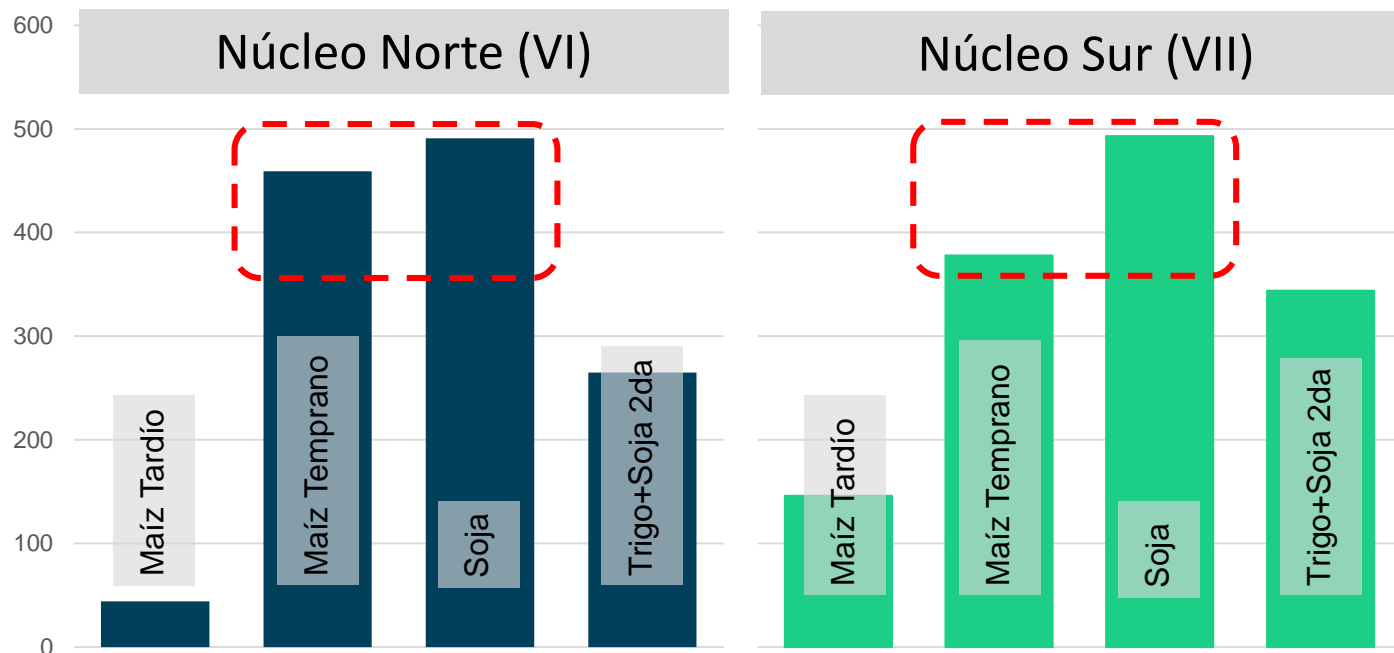 Núcleo Norte (VI)
Núcleo Sur (VII)
600
500
400
300
200
100
0
Maíz Tardío
Maíz Temprano
Soja
Trigo+Soja 2da
Maíz Tardío
Maíz Temprano
Soja
Trigo+Soja 2da